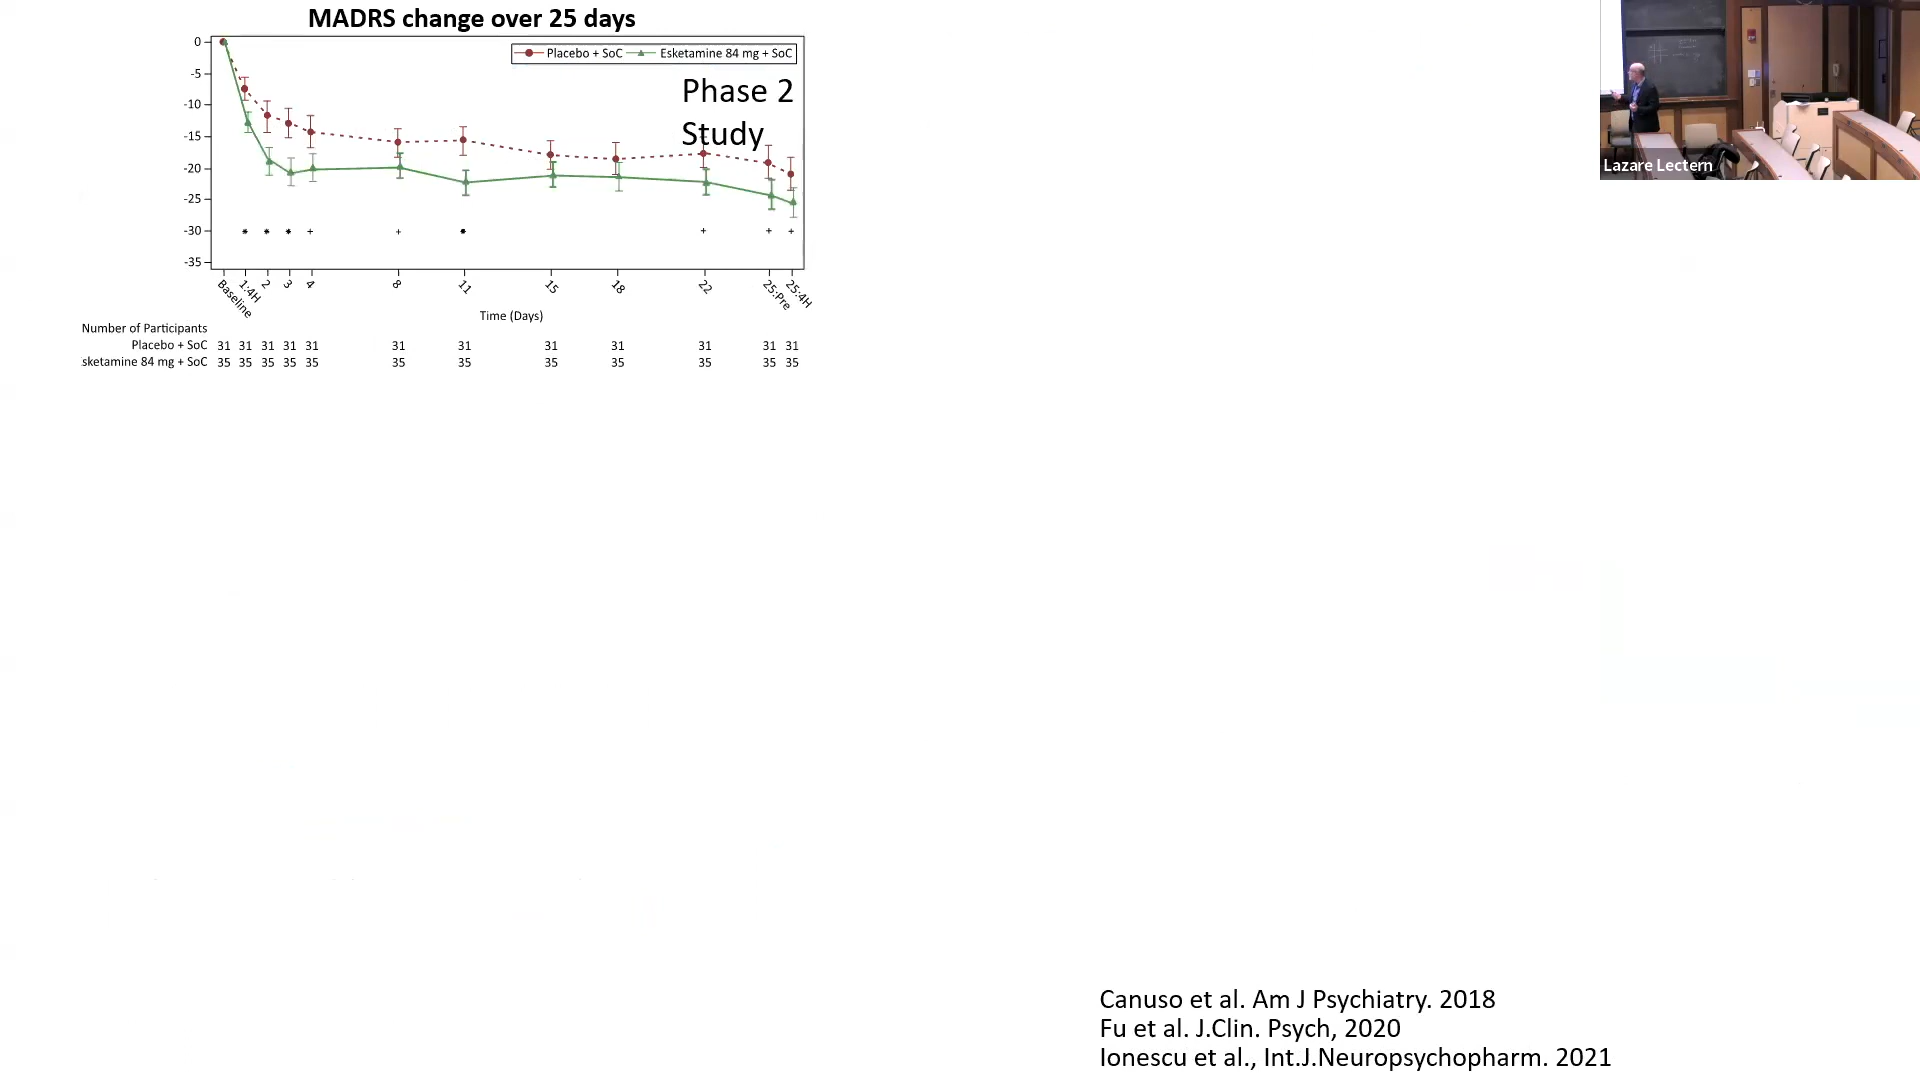 MADRS change over 25 days
Placebo + SoC Esketamine 84 mg + SoC
Phase 2
Study
0
-5
-10
-15
-20
-25
-30
-35
* * * + + * + + +
Baseline 1:4H 2 3 4 8 11 15 18 22 25:Pre 25:4H
Time (Days)
Number of Participants
Placebo + SoC 31 31 31 31 31 31 31 31 31 31 31 31
sketamine 84 mg + SoC 35 35 35 35 35 35 35 35 35 35 35 35
Lazare Lectern
Canuso et al. Am J Psychiatry. 2018
Fu et al. J.Clin. Psych, 2020
Ionescu et al., Int.J.Neuropsychopharm. 2021